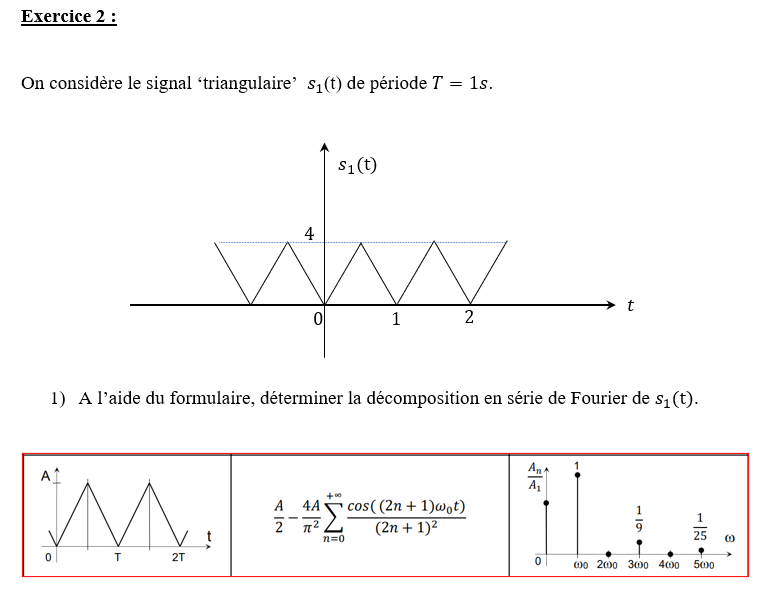 Exercice 2 :
On considère le signal ‘triangulaire’ s₁(t) de période T = 1s.
s₁(t)
4
t
0 1 2
1) A l’aide du formulaire, déterminer la décomposition en série de Fourier de s₁(t).
A
t
0 T 2T
A/2 − 4A/π² ∑_{n=0}^{+∞} cos((2n + 1)ω₀t)/(2n + 1)²
Aₙ/A₁
1
1/9
1/25
ω
0 ω0 2ω0 3ω0 4ω0 5ω0